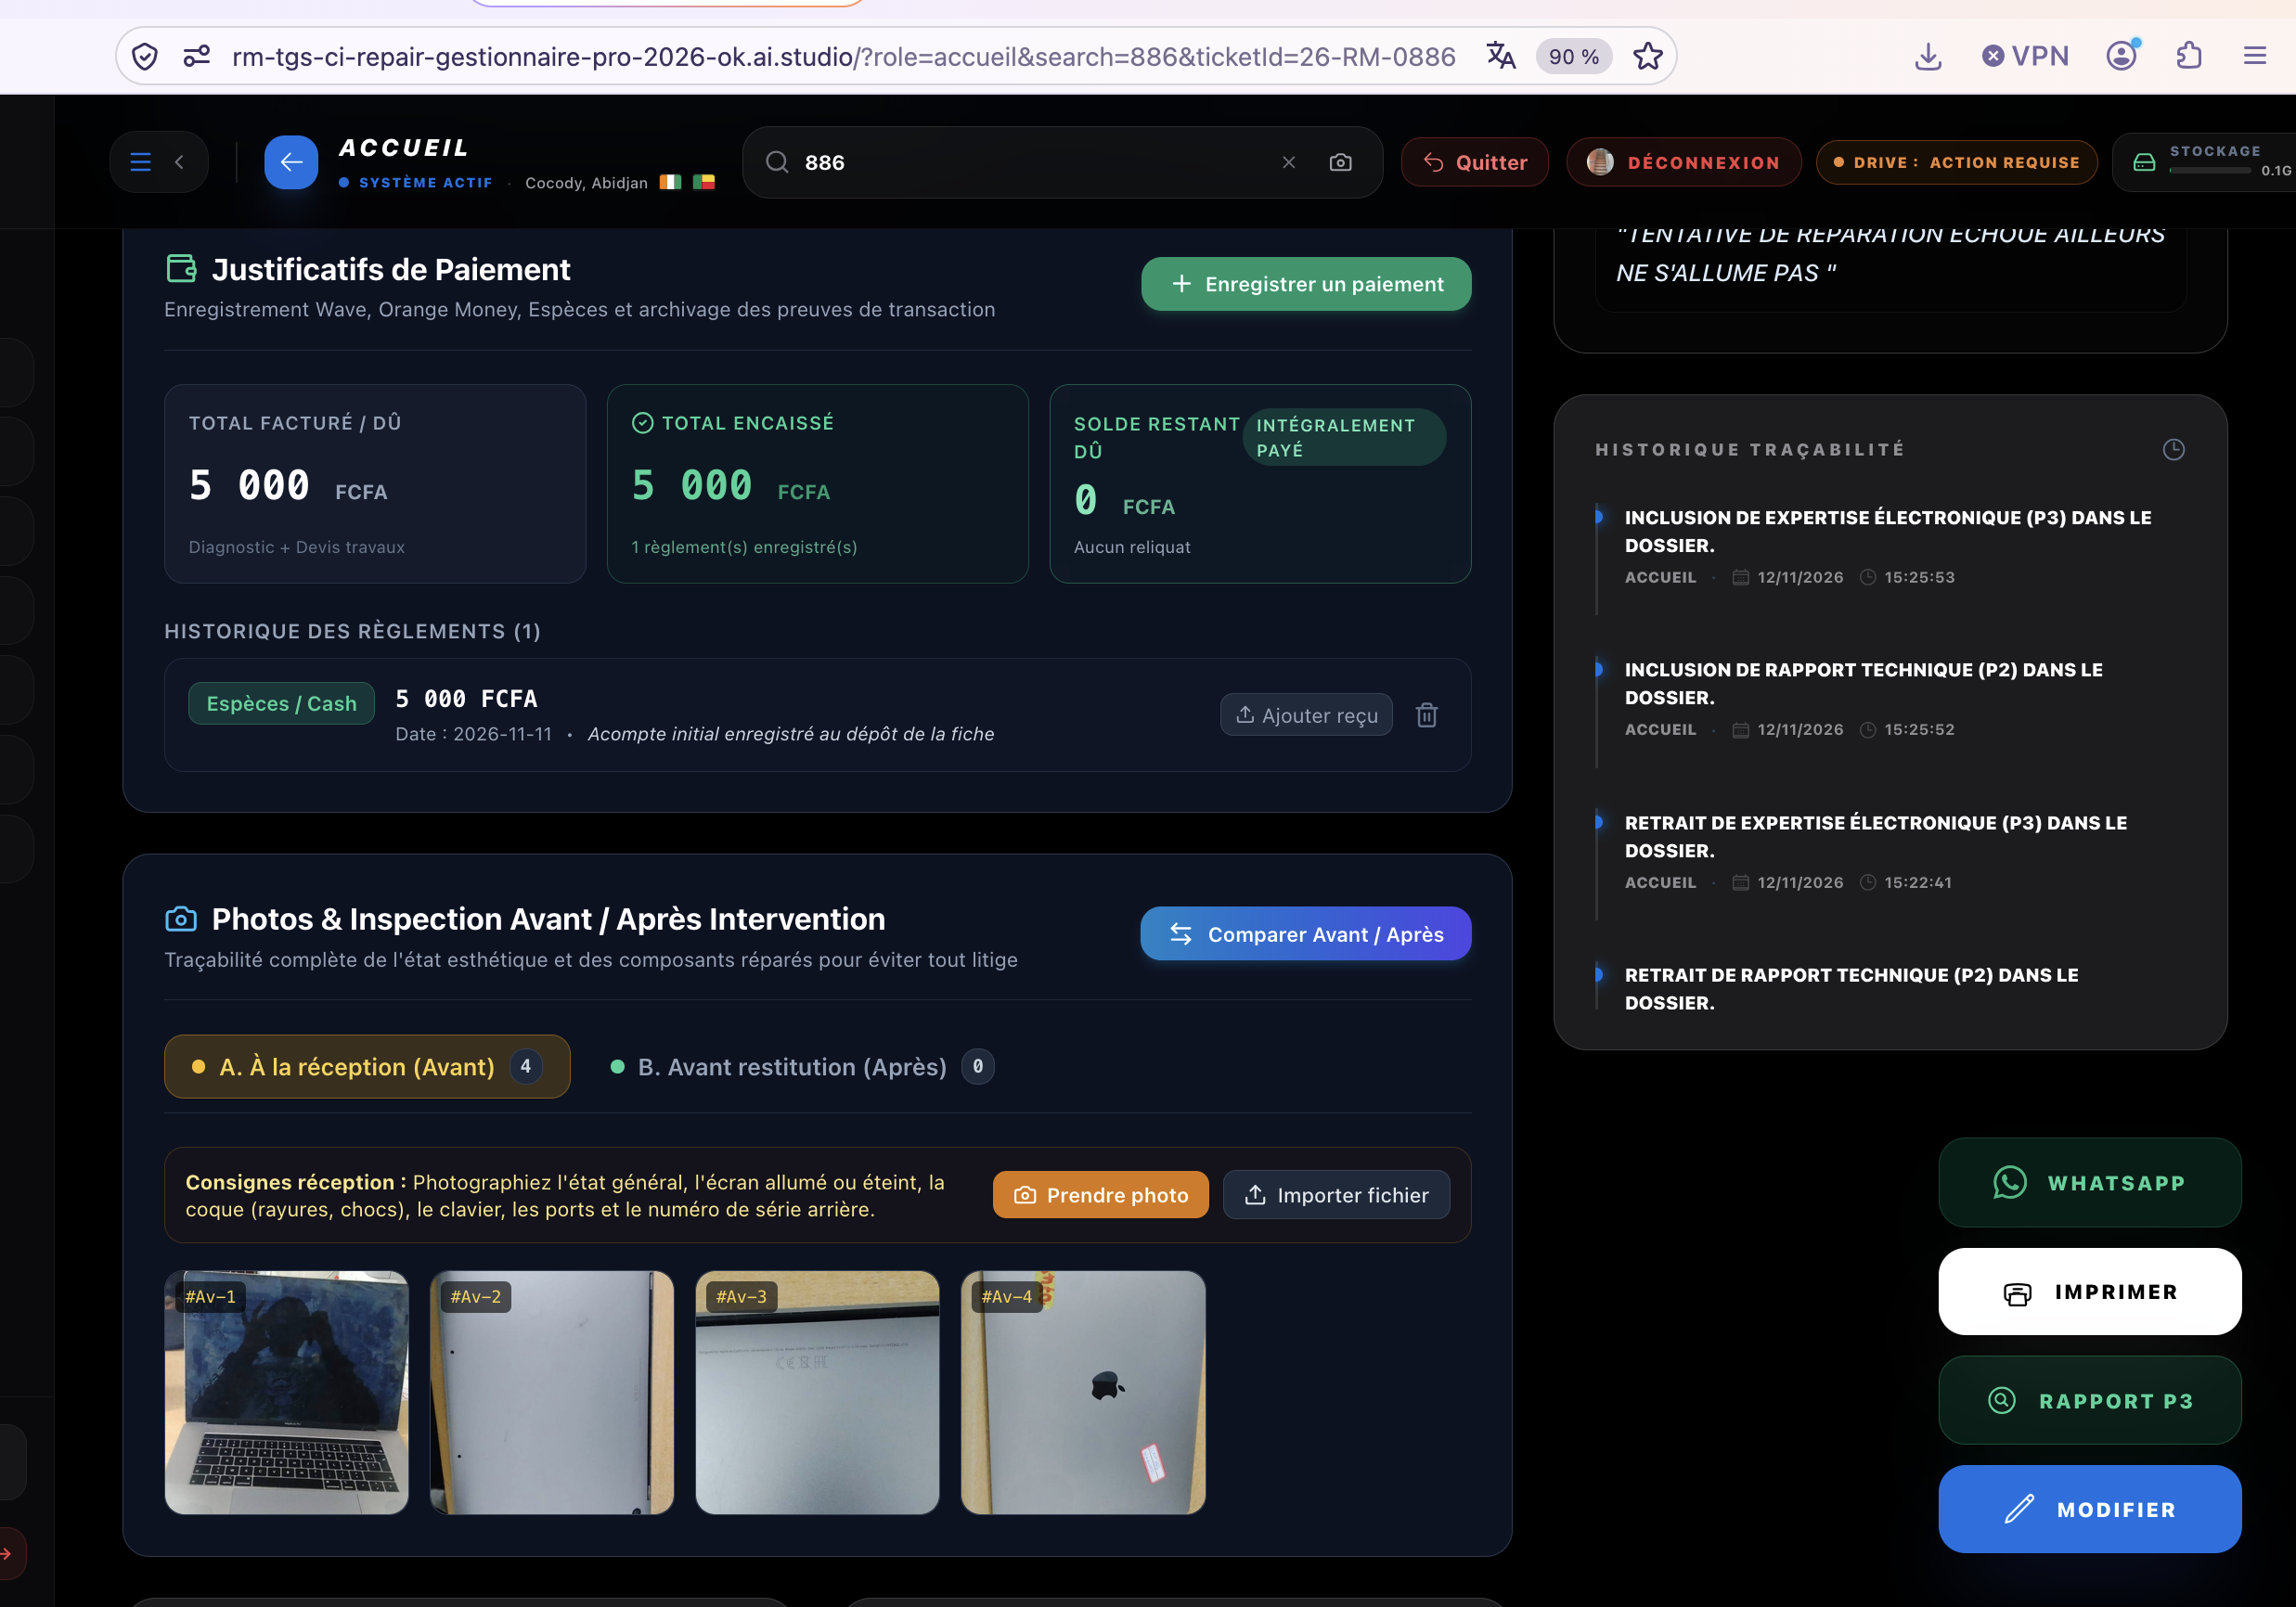 rm-tgs-ci-repair-gestionnaire-pro-2026-ok.ai.studio/?role=accueil&search=886&ticketId=26-RM-0886
90 %
VPN
ACCUEIL
SYSTÈME ACTIF · Cocody, Abidjan
886
Quitter
DÉCONNEXION
DRIVE : ACTION REQUISE
STOCKAGE
0.1G
Justificatifs de Paiement
Enregistrement Wave, Orange Money, Espèces et archivage des preuves de transaction
+ Enregistrer un paiement
TOTAL FACTURÉ / DÛ
5 000 FCFA
Diagnostic + Devis travaux
TOTAL ENCAISSÉ
5 000 FCFA
1 règlement(s) enregistré(s)
SOLDE RESTANT DÛ
INTÉGRALEMENT PAYÉ
0 FCFA
Aucun reliquat
HISTORIQUE DES RÈGLEMENTS (1)
Espèces / Cash
5 000 FCFA
Date : 2026-11-11 • Acompte initial enregistré au dépôt de la fiche
Ajouter reçu
Photos & Inspection Avant / Après Intervention
Traçabilité complète de l'état esthétique et des composants réparés pour éviter tout litige
Comparer Avant / Après
A. À la réception (Avant) 4
B. Avant restitution (Après) 0
Consignes réception : Photographiez l'état général, l'écran allumé ou éteint, la
coque (rayures, chocs), le clavier, les ports et le numéro de série arrière.
Prendre photo
Importer fichier
#Av-1
#Av-2
#Av-3
#Av-4
"TENTATIVE DE REPARATION ECHOUE AILLEURS
NE S'ALLUME PAS "
HISTORIQUE TRAÇABILITÉ
INCLUSION DE EXPERTISE ÉLECTRONIQUE (P3) DANS LE
DOSSIER.
ACCUEIL · 12/11/2026 15:25:53
INCLUSION DE RAPPORT TECHNIQUE (P2) DANS LE
DOSSIER.
ACCUEIL · 12/11/2026 15:25:52
RETRAIT DE EXPERTISE ÉLECTRONIQUE (P3) DANS LE
DOSSIER.
ACCUEIL · 12/11/2026 15:22:41
RETRAIT DE RAPPORT TECHNIQUE (P2) DANS LE
DOSSIER.
WHATSAPP
IMPRIMER
RAPPORT P3
MODIFIER